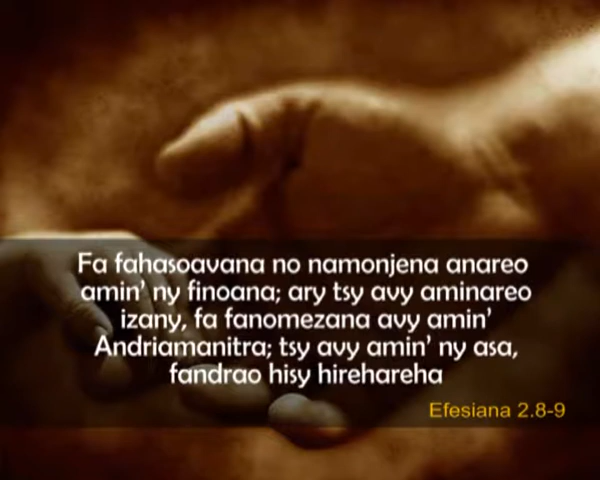 Fa fahasoavana no namonjena anareo
amin' ny finoana; ary tsy avy aminareo
izany, fa fanomezana avy amin'
Andriamanitra; tsy avy amin' ny asa,
fandrao hisy hirehareha
Efesiana 2.8-9